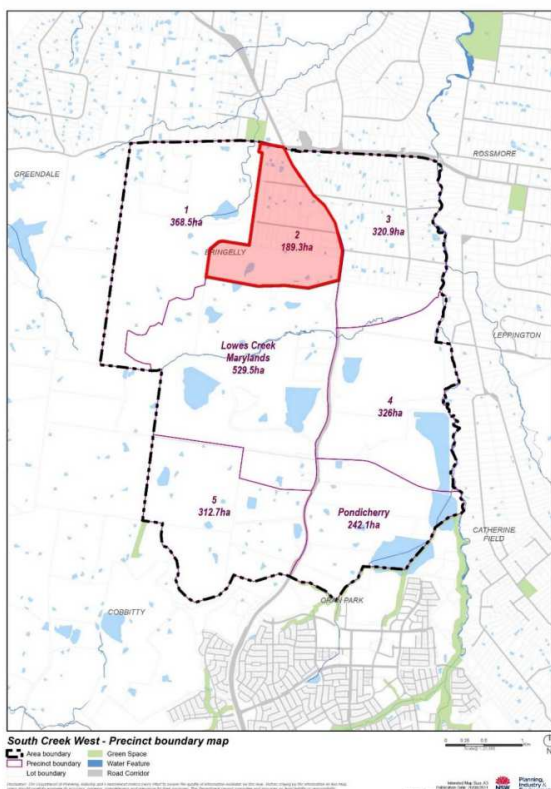 GREENDALE
ROSSMORE
1
368.5ha
2
189.3ha
3
320.9ha
BRINGELLY
LEPPINGTON
Lowes Creek
Marylands
529.5ha
4
326ha
5
312.7ha
Pondicherry
242.1ha
CATHERINE
FIELD
ORAN PARK
COBBITTY
South Creek West - Precinct boundary map
Area boundary
Precinct boundary
Lot boundary
Green Space
Water Feature
Road Corridor
N
NSW
Planning,
Industry &